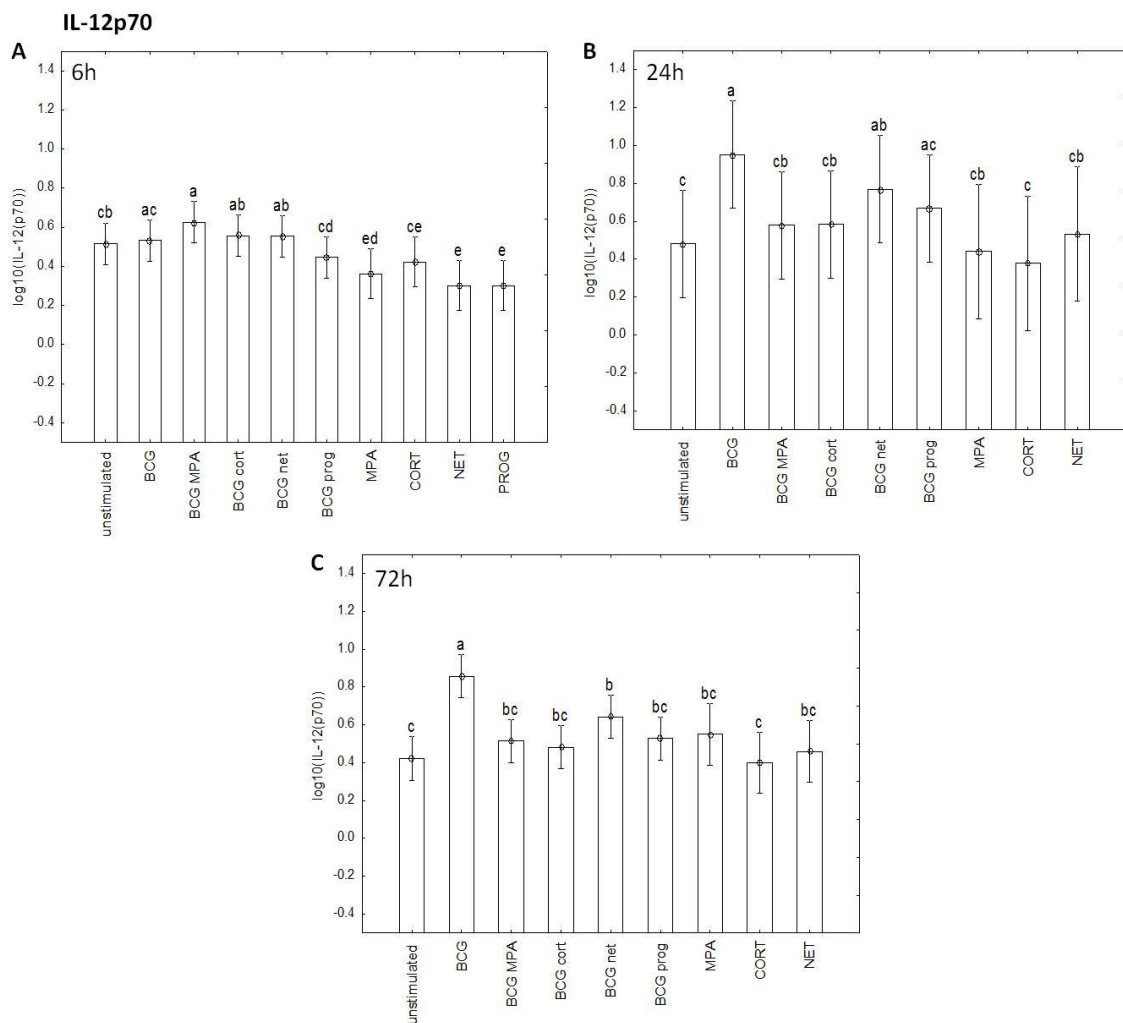 IL-12p70
A
6h
log10(IL-12(p70))
1.4
1.2
1.0
0.8
0.6
0.4
0.2
0.0
-0.2
-0.4
cb
ac
a
ab
ab
cd
ed
ce
e
e
unstimulated
BCG
BCG MPA
BCG cort
BCG net
BCG prog
MPA
CORT
NET
PROG
B
24h
log10(IL-12(p70))
1.4
1.2
1.0
0.8
0.6
0.4
0.2
0.0
-0.2
-0.4
c
a
cb
cb
ab
ac
cb
c
cb
unstimulated
BCG
BCG MPA
BCG cort
BCG net
BCG prog
MPA
CORT
NET
C
72h
log10(IL-12(p70))
1.4
1.2
1.0
0.8
0.6
0.4
0.2
0.0
-0.2
-0.4
c
a
bc
bc
b
bc
bc
c
bc
unstimulated
BCG
BCG MPA
BCG cort
BCG net
BCG prog
MPA
CORT
NET